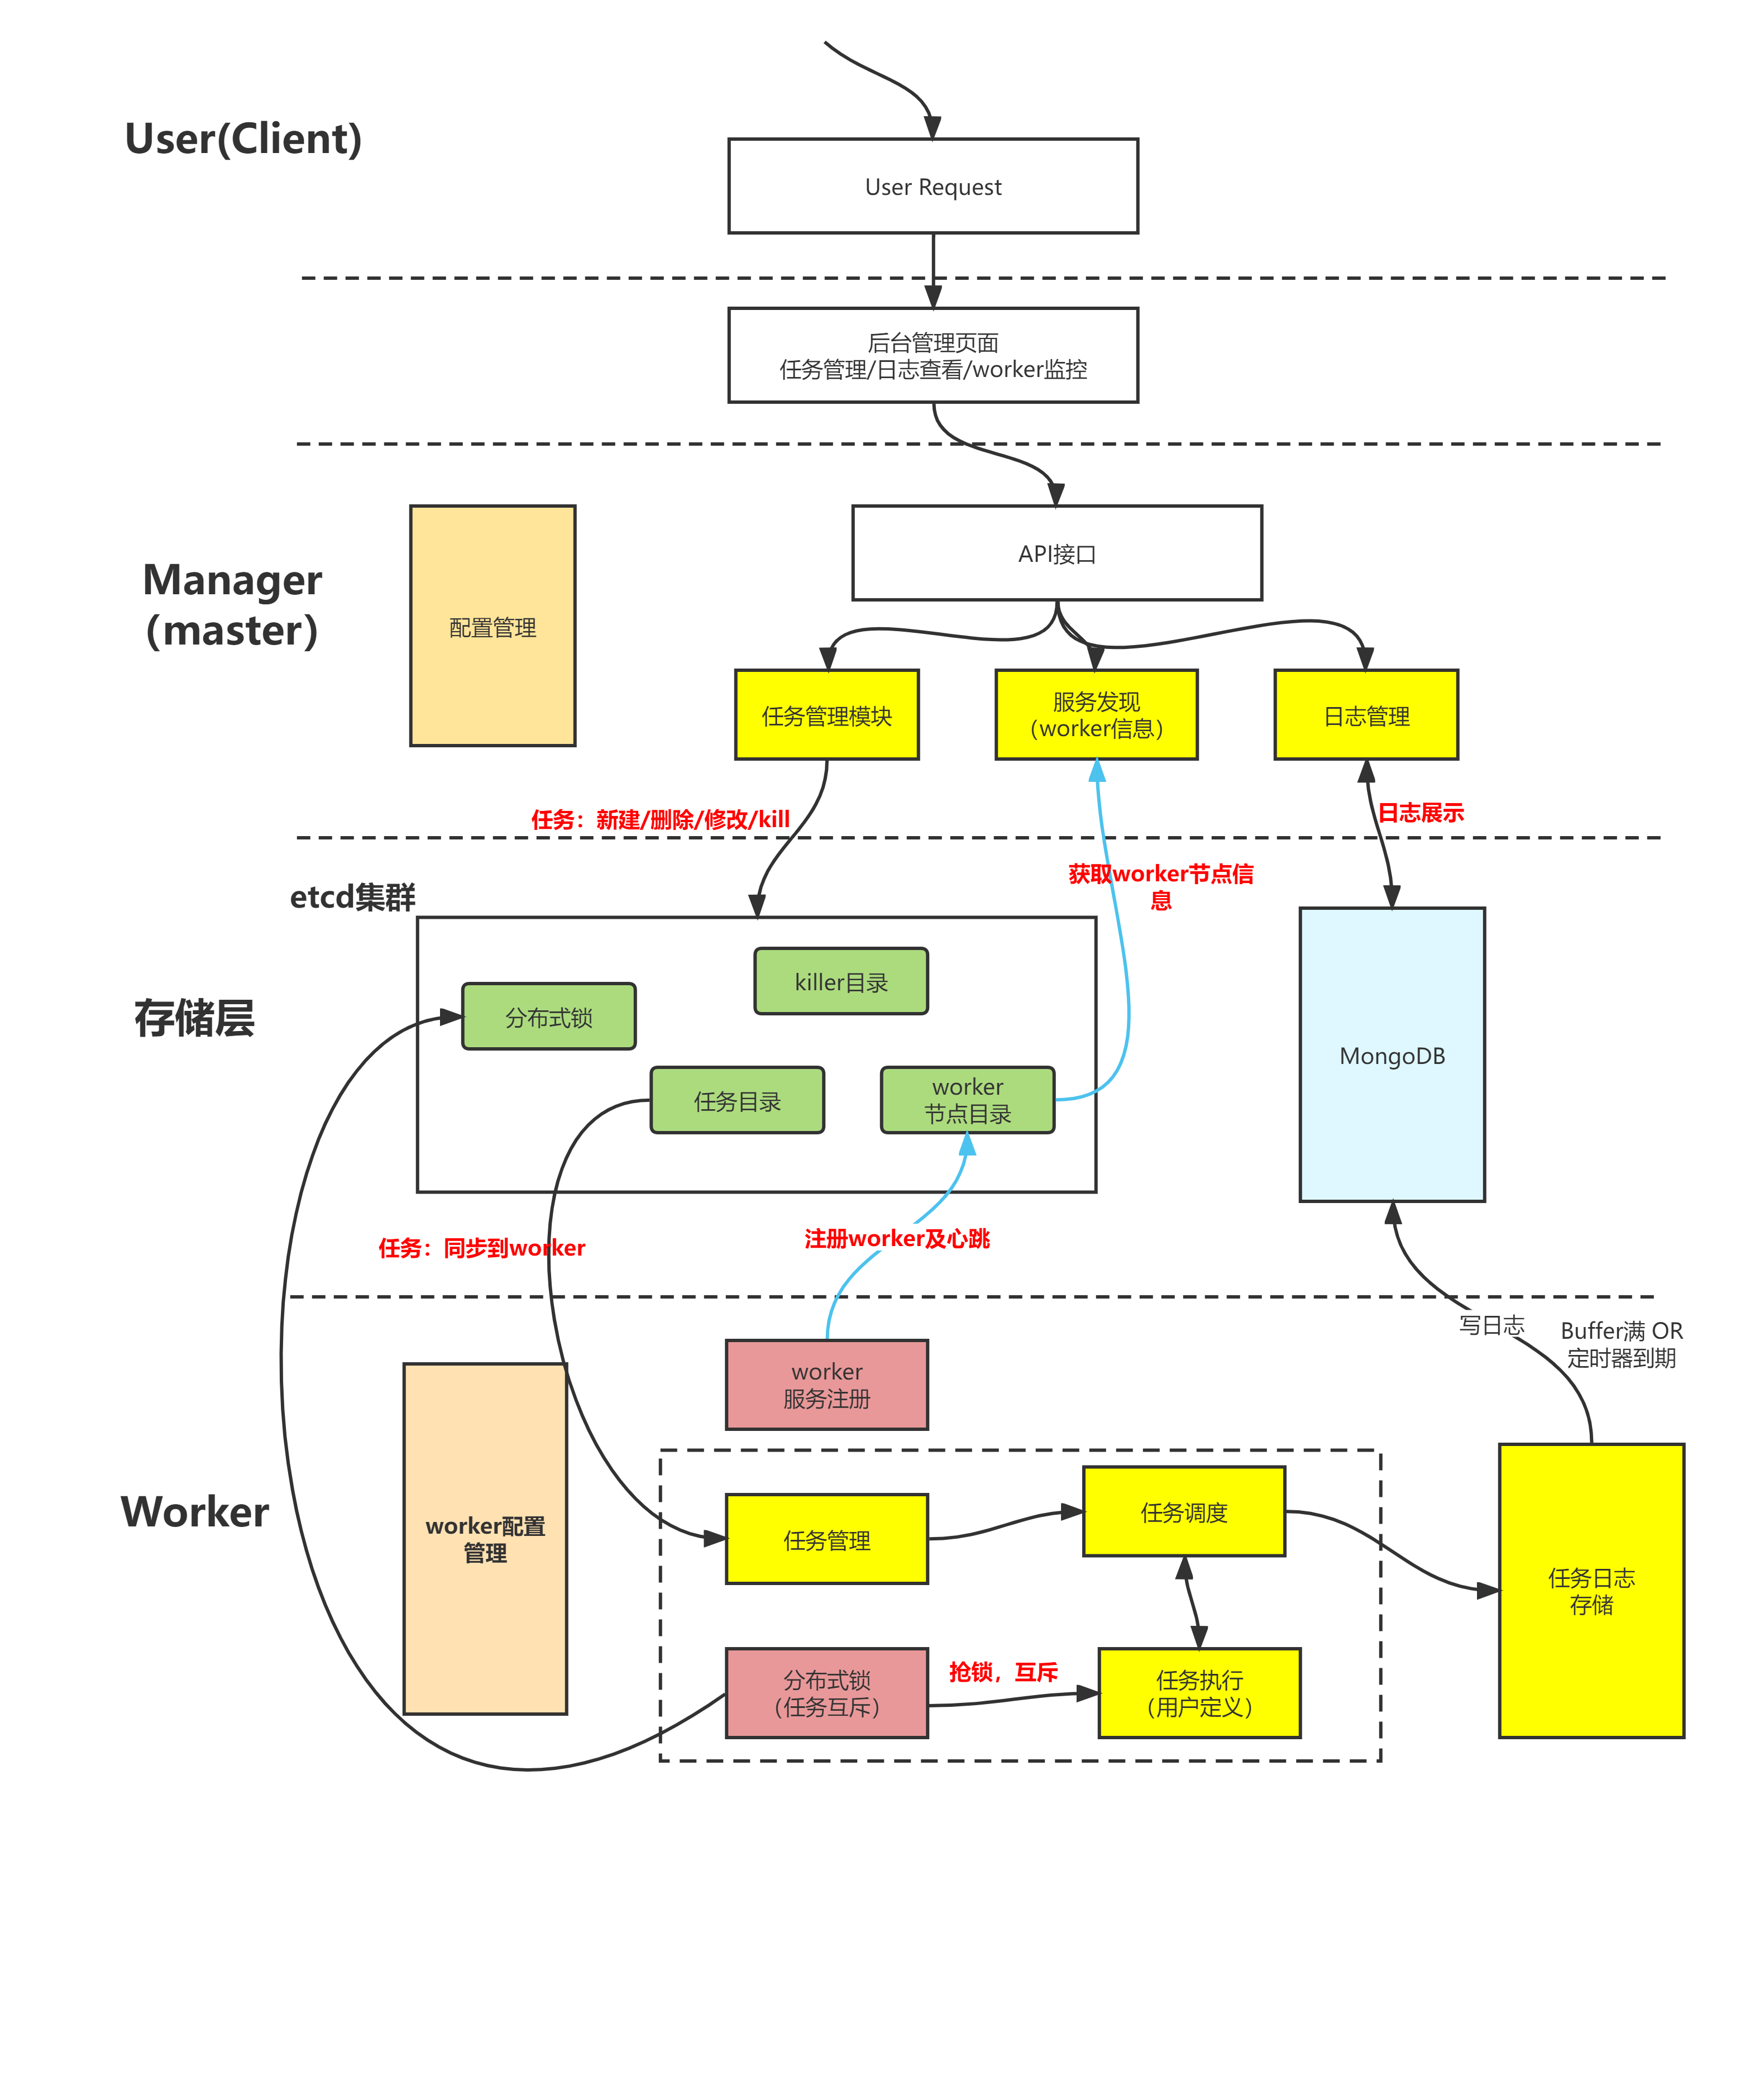 User(Client)
User Request
后台管理页面
任务管理/日志查看/worker监控
Manager
（master）
配置管理
API接口
任务管理模块
服务发现
（worker信息）
日志管理
任务：新建/删除/修改/kill
日志展示
获取worker节点信
息
etcd集群
存储层
killer目录
分布式锁
任务目录
worker
节点目录
MongoDB
任务：同步到worker
注册worker及心跳
写日志
Buffer满 OR
定时器到期
Worker
worker配置
管理
worker
服务注册
任务管理
任务调度
任务日志
存储
分布式锁
（任务互斥）
抢锁，互斥
任务执行
（用户定义）